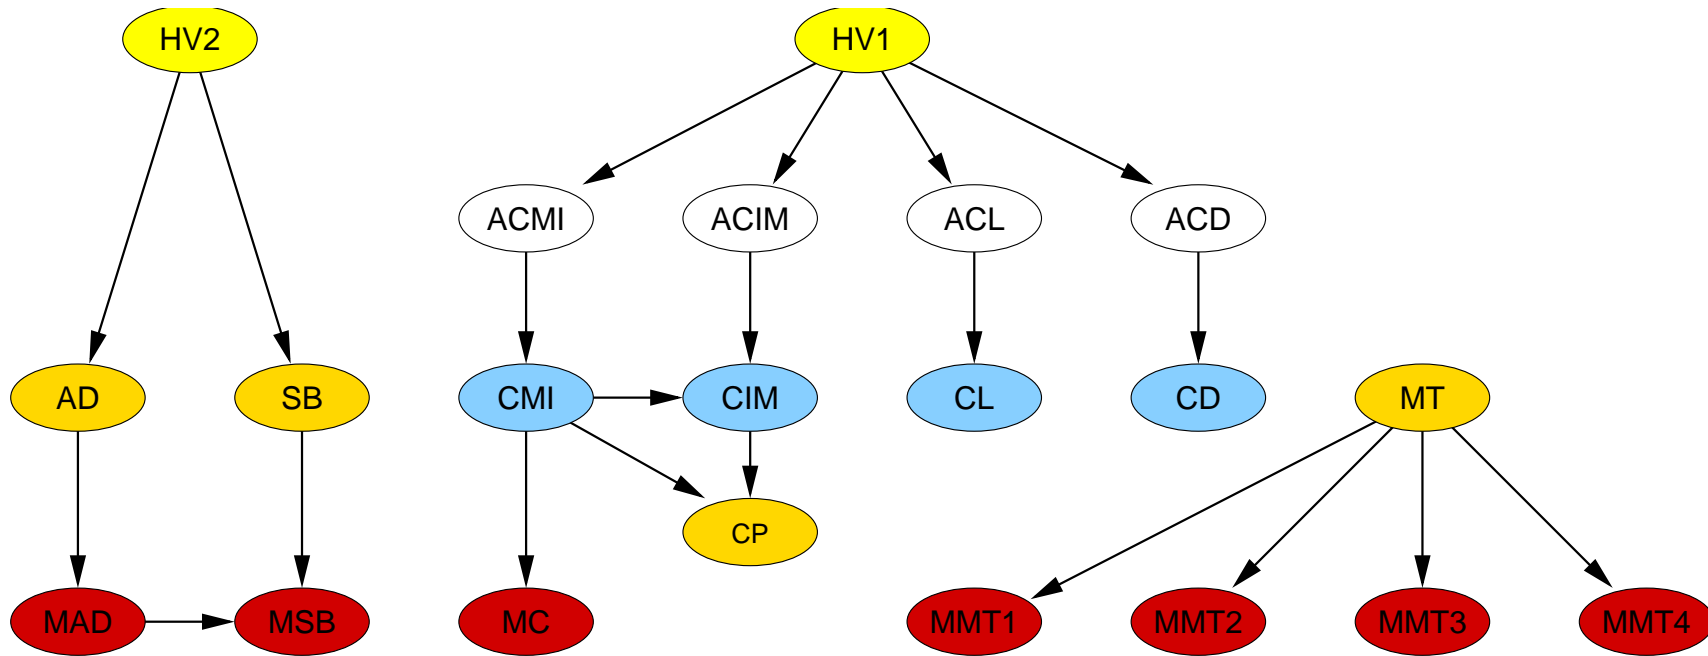 HV2
HV1
ACMI
ACIM
ACL
ACD
AD
SB
CMI
CIM
CL
CD
MT
CP
MAD
MSB
MC
MMT1
MMT2
MMT3
MMT4